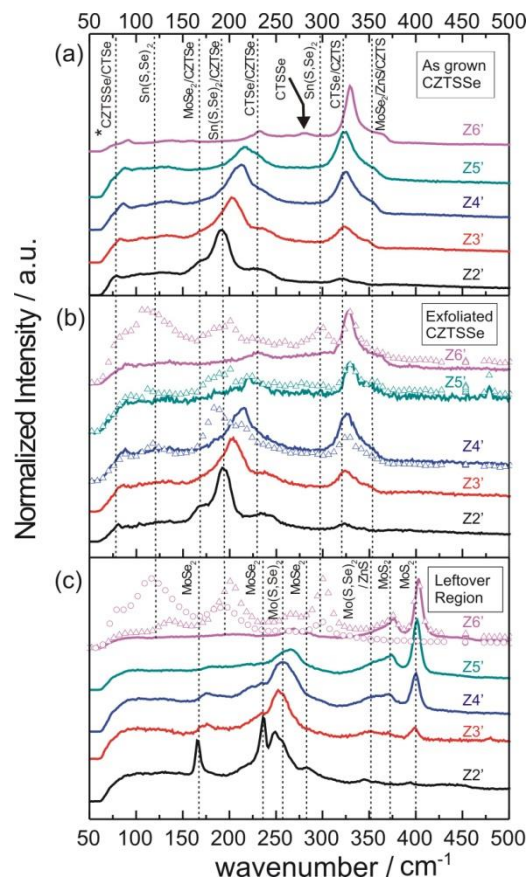 50 100 150 200 250 300 350 400 450 500
(a)
*CZTSSe/CTSe
Sn(S,Se)₂
MoSe₂/CZTSe
Sn(S,Se)₂/CZTSe
CTSe/CZTSe
CTSSe
Sn(S,Se)₂
CTSe/CZTS
MoSe₂/ZnS/CZTS
As grown
CZTSSe
Z6'
Z5'
Z4'
Z3'
Z2'
(b)
Exfoliated
CZTSSe
Z6'
Z5'
Z4'
Z3'
Z2'
(c)
MoSe₂
MoSe₂
Mo(S,Se)₂
MoSe₂
Mo(S,Se)₂
/ZnS
MoS₂
MoS₂
Leftover
Region
Z6'
Z5'
Z4'
Z3'
Z2'
Normalized Intensity / a.u.
50 100 150 200 250 300 350 400 450 500
wavenumber / cm⁻¹